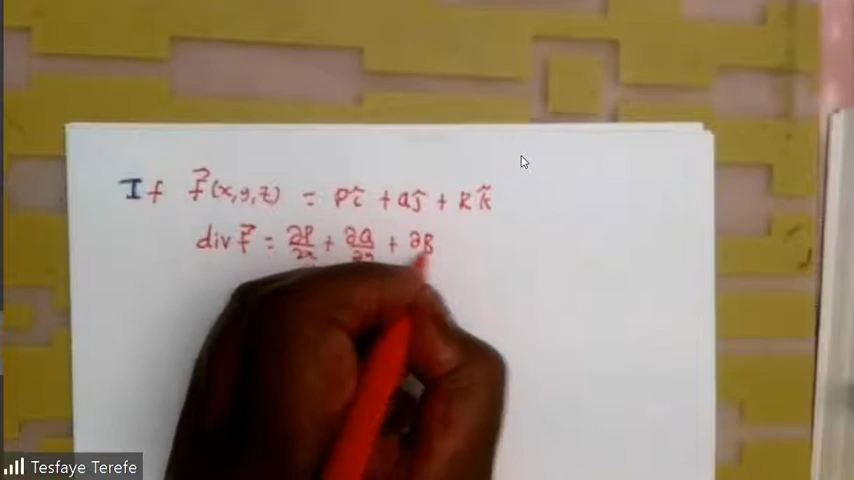 If f⃗(x,y,z) = Pî + Qĵ + Rk̂
div f⃗ = ∂P/∂x + ∂Q/∂y + ∂R
Tesfaye Terefe